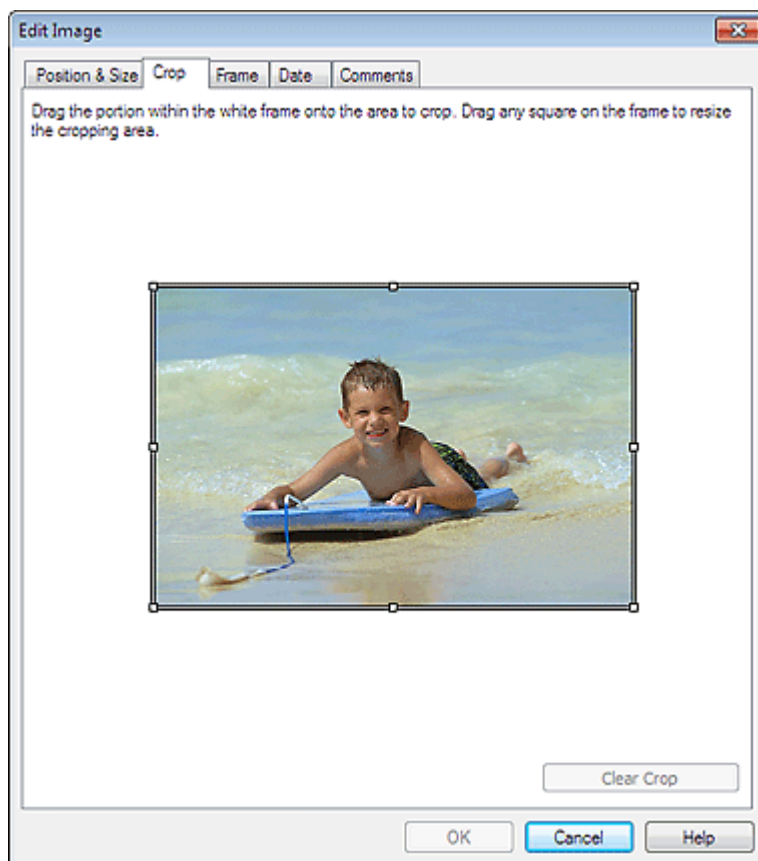 Edit Image
Position & Size Crop Frame Date Comments
Drag the portion within the white frame onto the area to crop. Drag any square on the frame to resize
the cropping area.
Clear Crop
OK Cancel Help